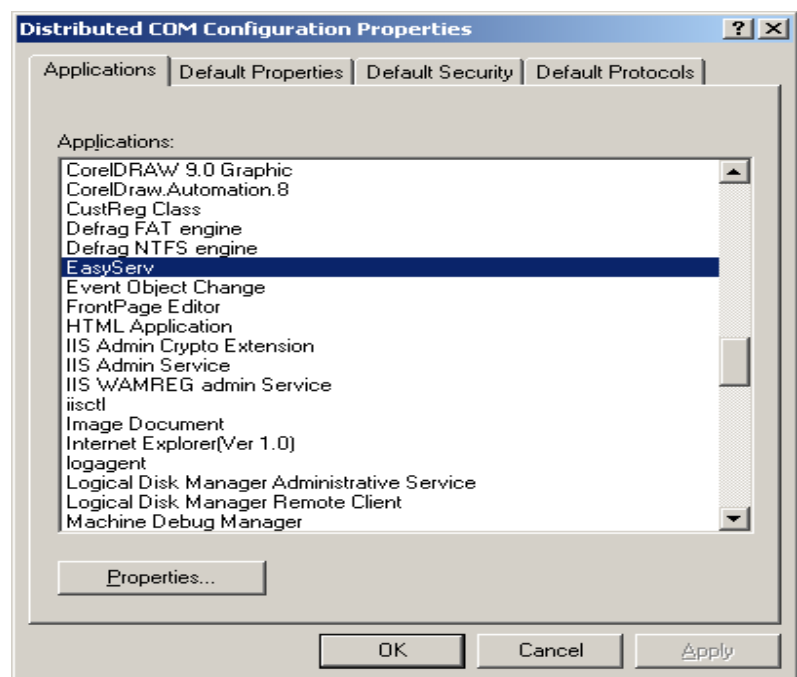 Distributed COM Configuration Properties
Applications
Default Properties
Default Security
Default Protocols
Applications:
CorelDRAW 9.0 Graphic
CorelDraw.Automation.8
CustReg Class
Defrag FAT engine
Defrag NTFS engine
EasyServ
Event Object Change
FrontPage Editor
HTML Application
IIS Admin Crypto Extension
IIS Admin Service
IIS WAMREG admin Service
iisctl
Image Document
Internet Explorer(Ver 1.0)
logagent
Logical Disk Manager Administrative Service
Logical Disk Manager Remote Client
Machine Debug Manager
Properties...
OK
Cancel
Apply